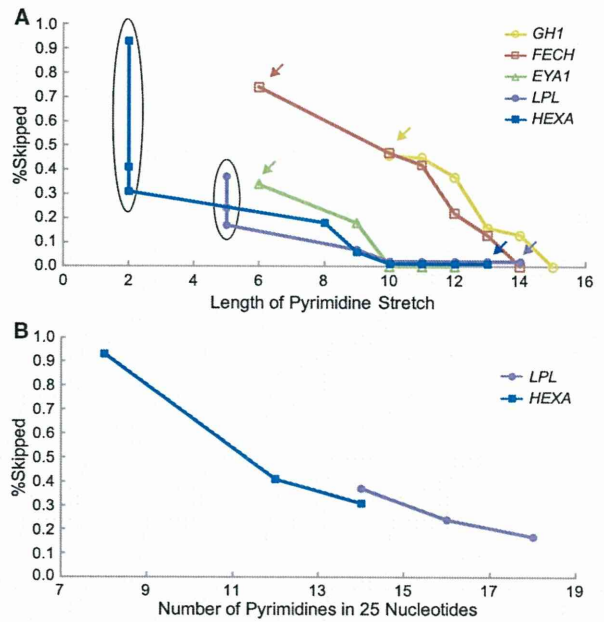 A
%Skipped
1.0
0.9
0.8
0.7
0.6
0.5
0.4
0.3
0.2
0.1
0.0
0 2 4 6 8 10 12 14 16
Length of Pyrimidine Stretch
GH1
FECH
EYA1
LPL
HEXA
B
%Skipped
1.0
0.9
0.8
0.7
0.6
0.5
0.4
0.3
0.2
0.1
0.0
7 9 11 13 15 17 19
Number of Pyrimidines in 25 Nucleotides
LPL
HEXA